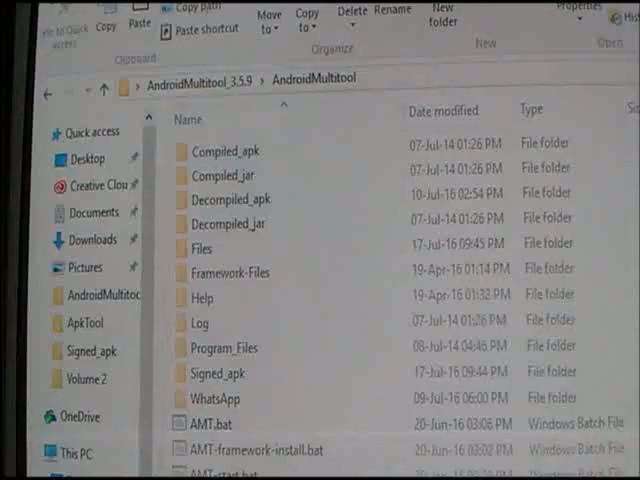 Copy path
Copy Paste Paste shortcut Move to Copy to Delete Rename New folder Properties His
access
Clipboard Organize New Open
AndroidMultitool_3.5.9 › AndroidMultitool
Name Date modified Type
Quick access
Desktop
Creative Clou
Documents
Downloads
Pictures
AndroidMultitoc
ApkTool
Signed_apk
Volume 2
OneDrive
This PC
Compiled_apk 07-Jul-14 01:26 PM File folder
Compiled_jar 07-Jul-14 01:26 PM File folder
Decompiled_apk 10-Jul-16 02:54 PM File folder
Decompiled_jar 07-Jul-14 01:26 PM File folder
Files 17-Jul-16 09:45 PM File folder
Framework-Files 19-Apr-16 01:14 PM File folder
Help 19-Apr-16 01:32 PM File folder
Log 07-Jul-14 01:26 PM File folder
Program_Files 08-Jul-14 04:46 PM File folder
Signed_apk 17-Jul-16 09:44 PM File folder
WhatsApp 09-Jul-16 06:00 PM File folder
AMT.bat 20-Jun-16 03:06 PM Windows Batch File
AMT-framework-install.bat 20-Jun-16 03:02 PM Windows Batch File
AMT-start.bat